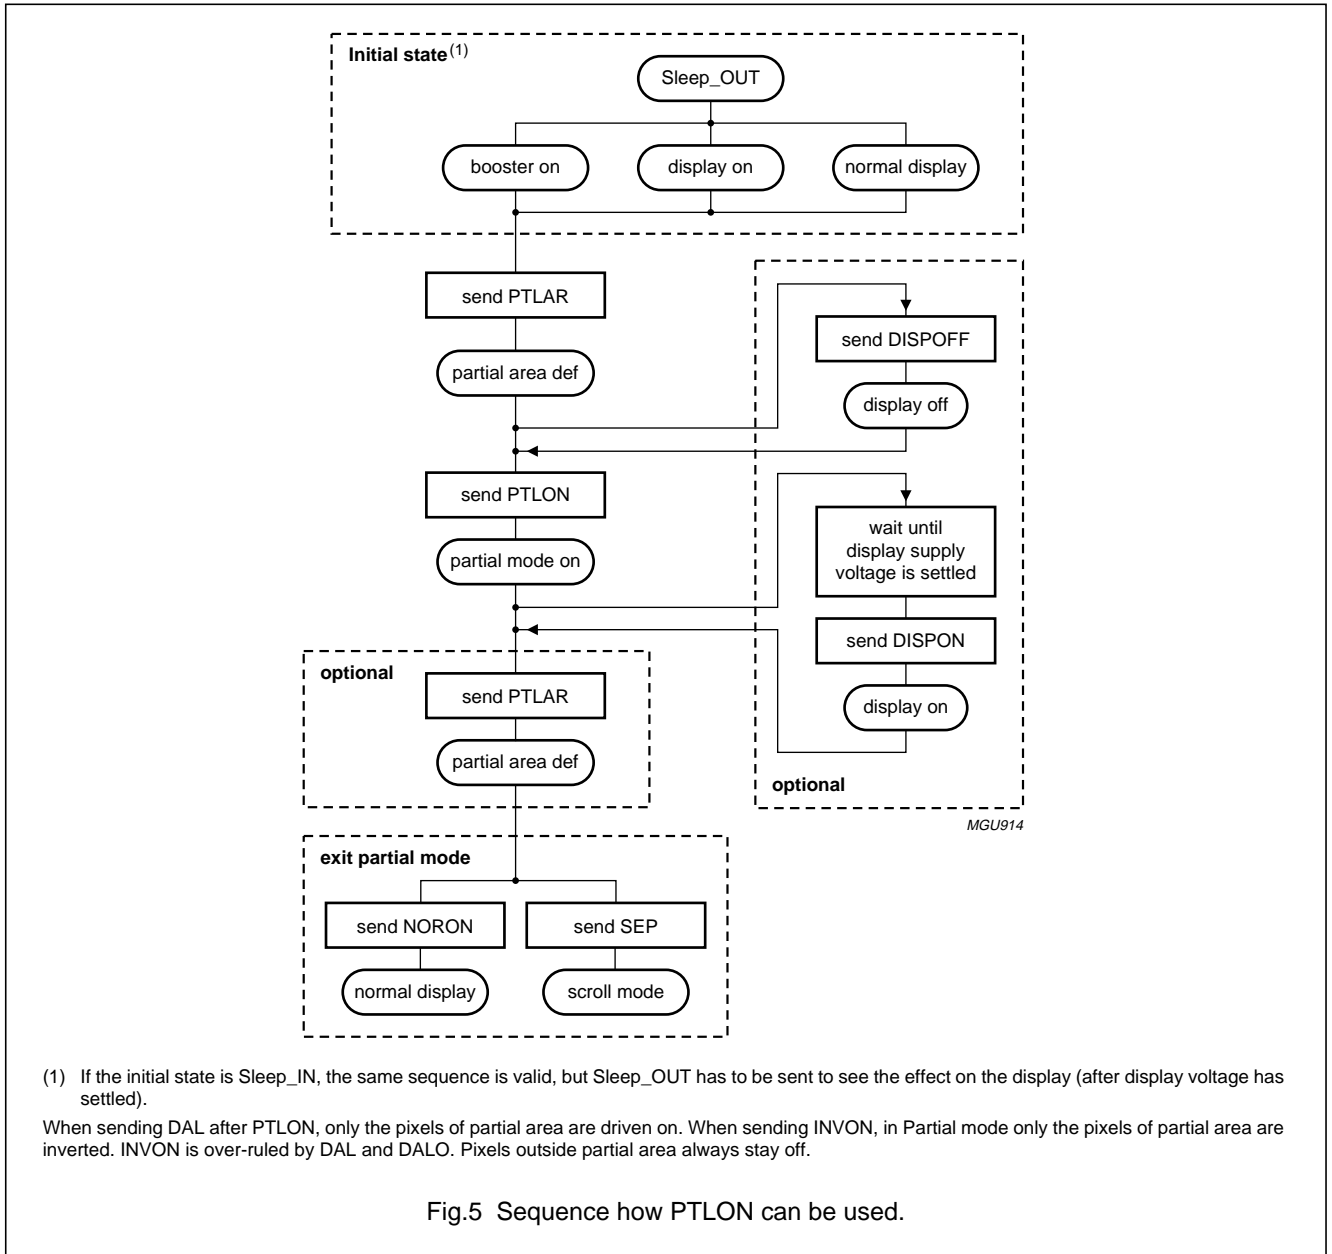 Initial state(1)
Sleep_OUT
booster on
display on
normal display
send PTLAR
partial area def
send DISPOFF
display off
send PTLON
partial mode on
wait until
display supply
voltage is settled
send DISPON
display on
optional
optional
send PTLAR
partial area def
MGU914
exit partial mode
send NORON
send SEP
normal display
scroll mode
(1) If the initial state is Sleep_IN, the same sequence is valid, but Sleep_OUT has to be sent to see the effect on the display (after display voltage has
settled).
When sending DAL after PTLON, only the pixels of partial area are driven on. When sending INVON, in Partial mode only the pixels of partial area are
inverted. INVON is over-ruled by DAL and DALO. Pixels outside partial area always stay off.
Fig.5 Sequence how PTLON can be used.